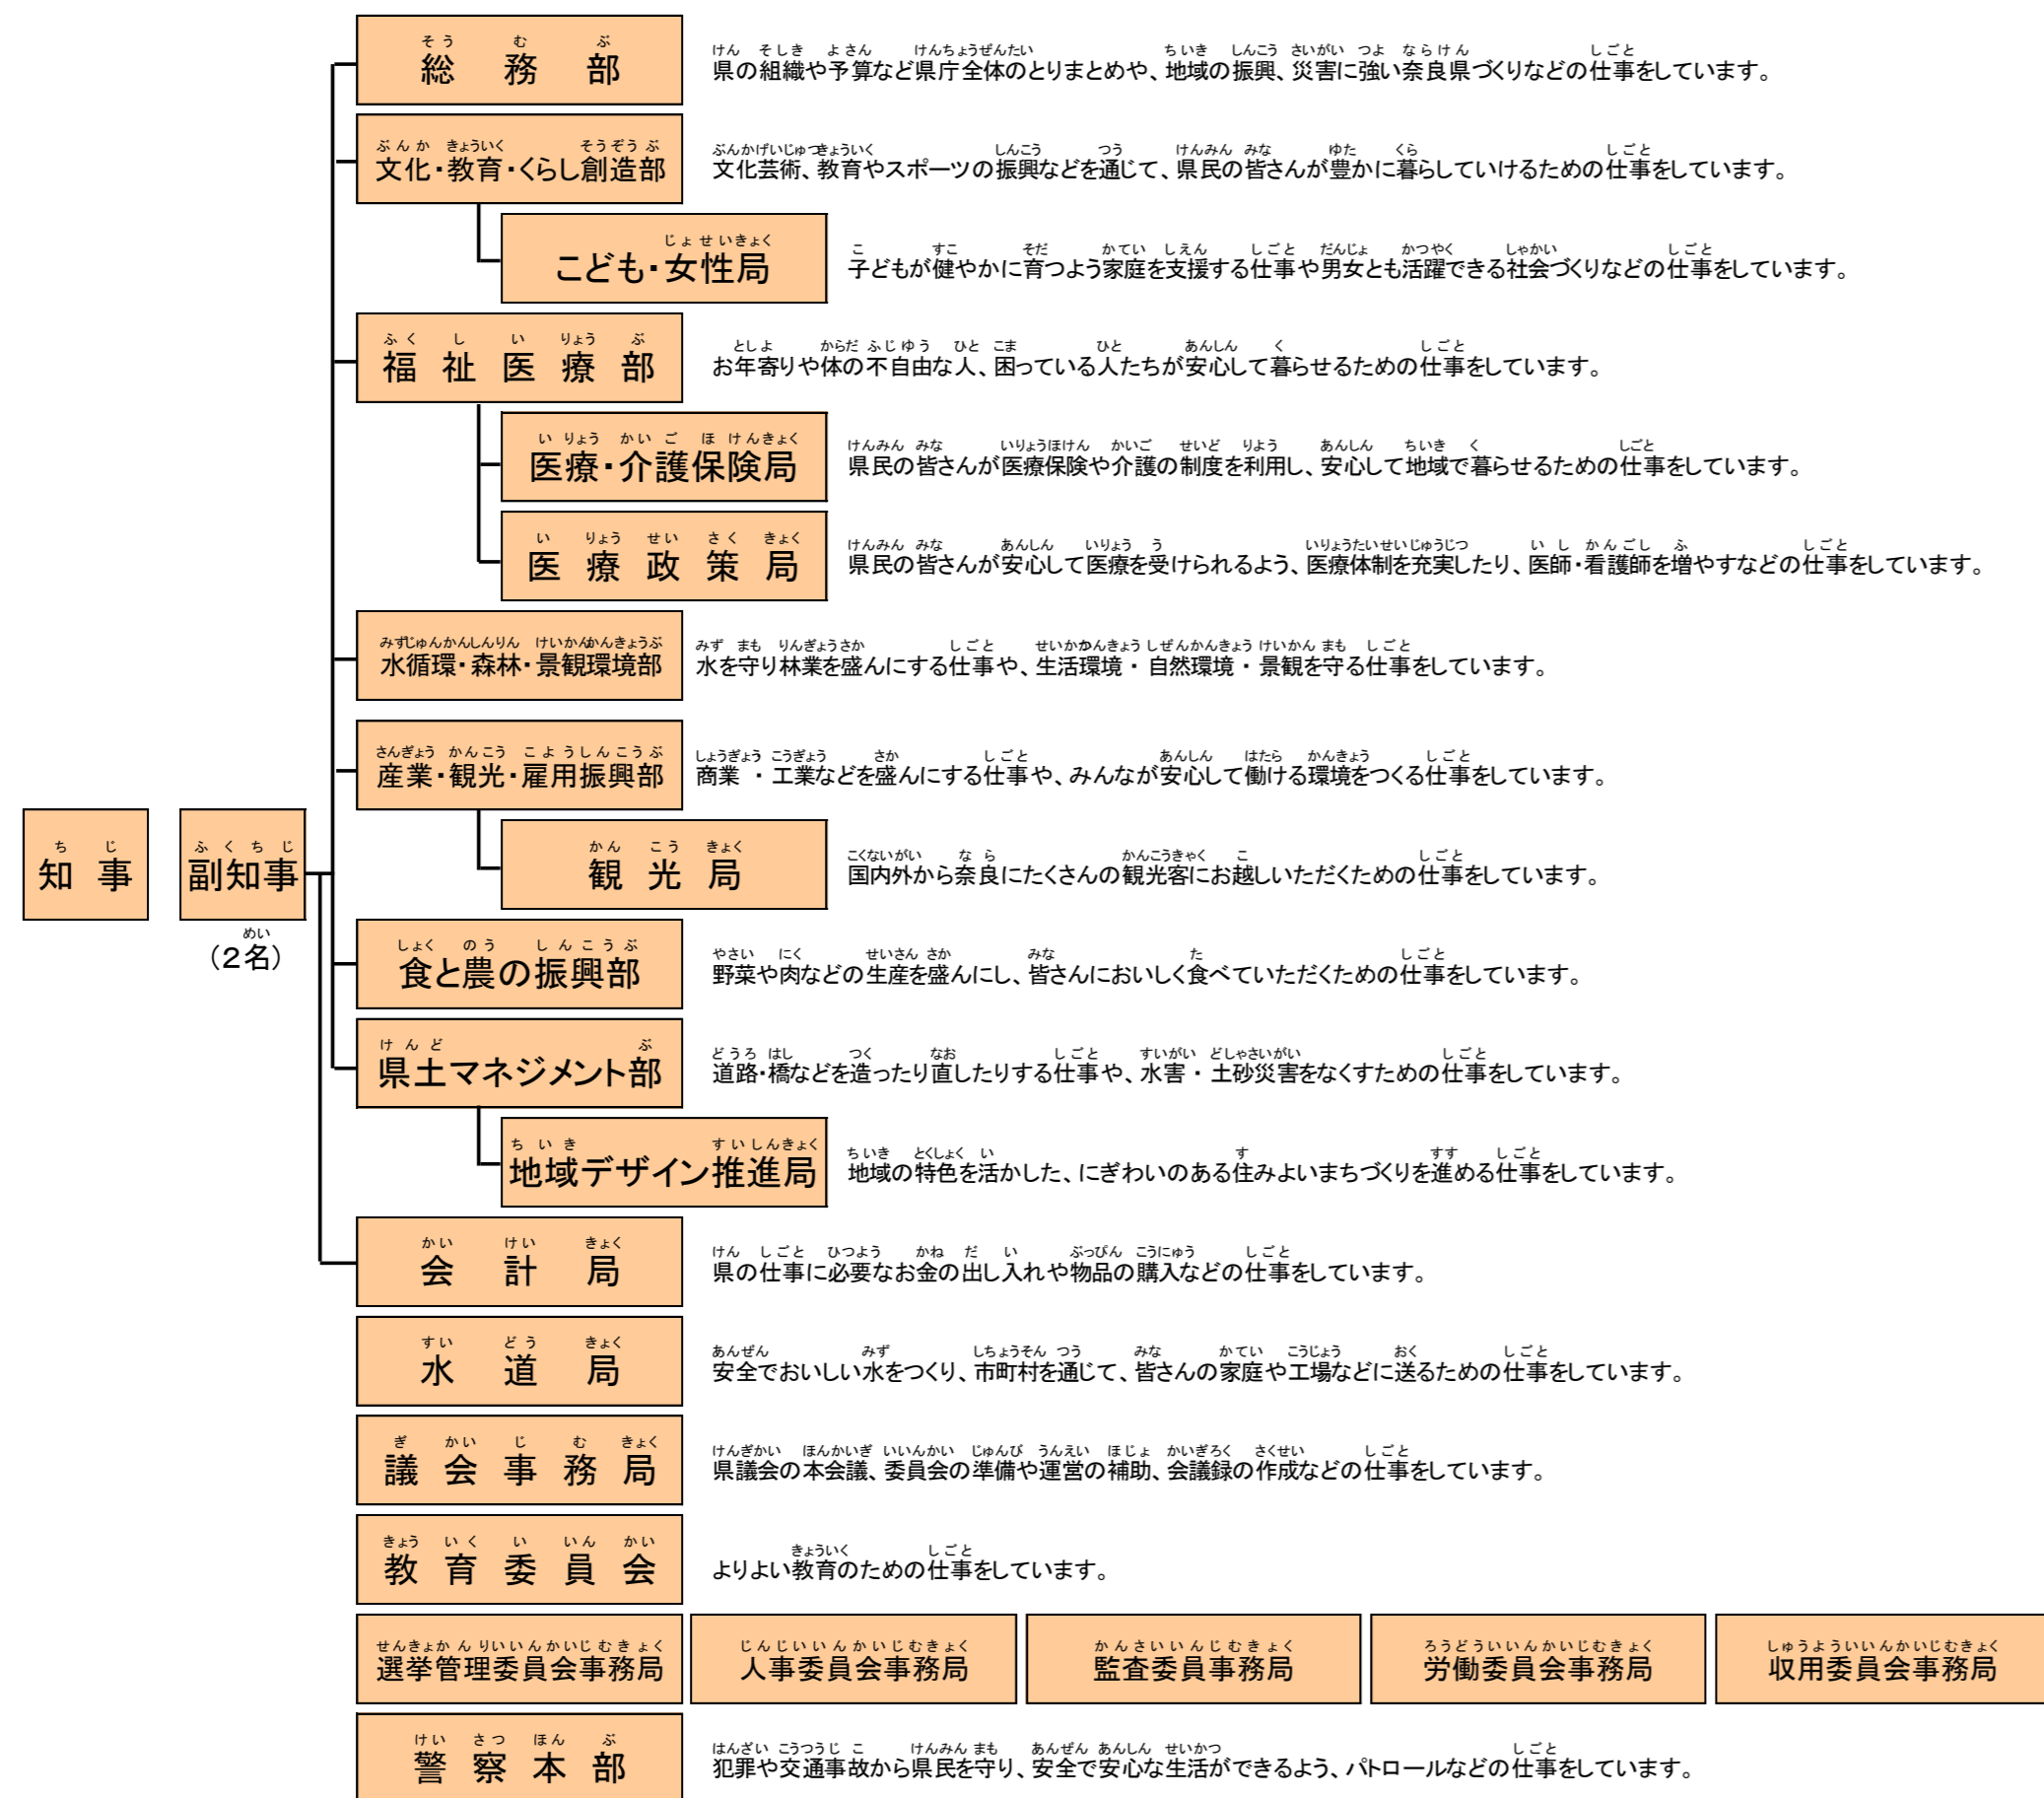 総務部
県の組織や予算など県庁全体のとりまとめや、地域の振興、災害に強い奈良県づくりなどの仕事をしています。
文化・教育・くらし創造部
文化芸術、教育やスポーツの振興などを通じて、県民の皆さんが豊かに暮らしていけるための仕事をしています。
こども・女性局
子どもが健やかに育つよう家庭を支援する仕事や男女とも活躍できる社会づくりなどの仕事をしています。
福祉医療部
お年寄りや体の不自由な人、困っている人たちが安心して暮らせるための仕事をしています。
医療・介護保険局
県民の皆さんが医療保険や介護の制度を利用し、安心して地域で暮らせるための仕事をしています。
医療政策局
県民の皆さんが安心して医療を受けられるよう、医療体制を充実したり、医師・看護師を増やすなどの仕事をしています。
水循環・森林・景観環境部
水を守り林業を盛んにする仕事や、生活環境・自然環境・景観を守る仕事をしています。
産業・観光・雇用振興部
商業・工業などを盛んにする仕事や、みんなが安心して働ける環境をつくる仕事をしています。
知事
副知事
(2名)
観光局
国内外から奈良にたくさんの観光客にお越しいただくための仕事をしています。
食と農の振興部
野菜や肉などの生産を盛んにし、皆さんにおいしく食べていただくための仕事をしています。
県土マネジメント部
道路・橋などを造ったり直したりする仕事や、水害・土砂災害をなくすための仕事をしています。
地域デザイン推進局
地域の特色を活かした、にぎわいのある住みよいまちづくりを進める仕事をしています。
会計局
県の仕事に必要なお金の出し入れや物品の購入などの仕事をしています。
水道局
安全でおいしい水をつくり、市町村を通じて、皆さんの家庭や工場などに送るための仕事をしています。
議会事務局
県議会の本会議、委員会の準備や運営の補助、会議録の作成などの仕事をしています。
教育委員会
よりよい教育のための仕事をしています。
選挙管理委員会事務局
人事委員会事務局
監査委員事務局
労働委員会事務局
収用委員会事務局
警察本部
犯罪や交通事故から県民を守り、安全で安心な生活ができるよう、パトロールなどの仕事をしています。